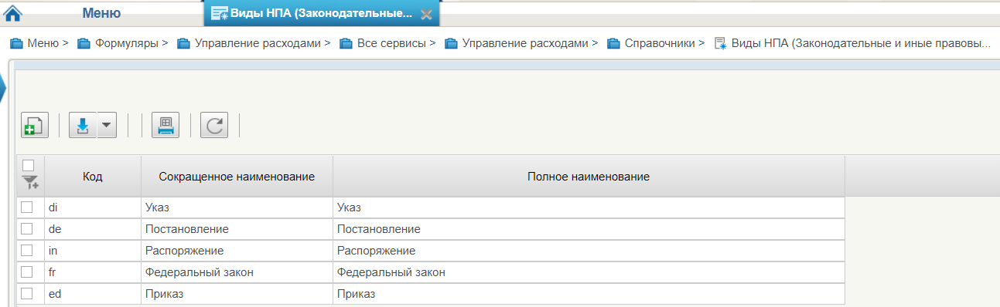 Меню
Виды НПА (Законодательные...
Меню > Формуляры > Управление расходами > Все сервисы > Управление расходами > Справочники > Виды НПА (Законодательные и иные правовы...
Код Сокращенное наименование Полное наименование
di Указ Указ
de Постановление Постановление
in Распоряжение Распоряжение
fr Федеральный закон Федеральный закон
ed Приказ Приказ